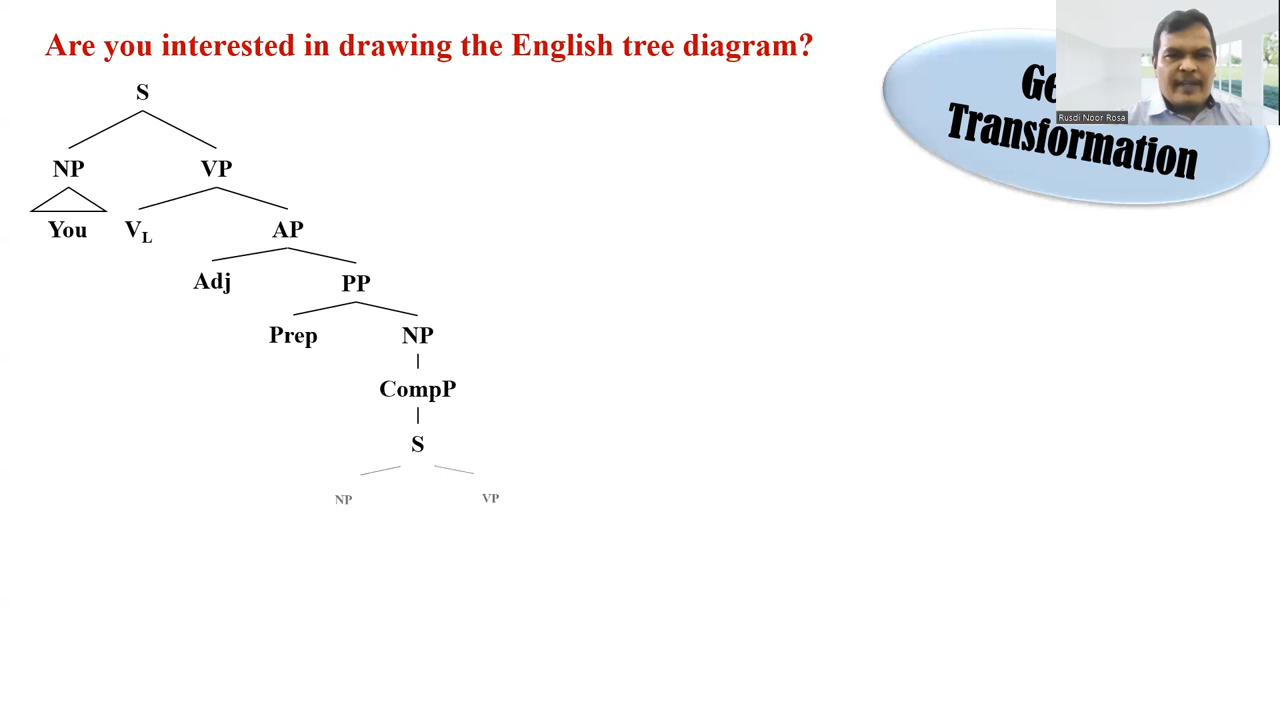 Are you interested in drawing the English tree diagram?
Transformation
Rusdi Noor Rosa
S
NP VP
You VL AP
Adj PP
Prep NP
CompP
S
NP VP